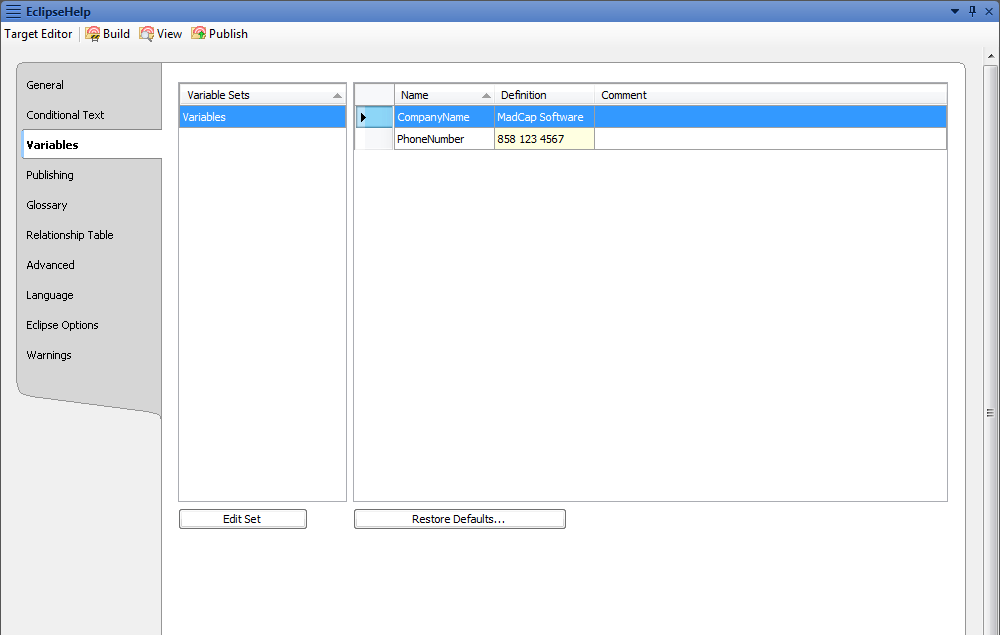 EclipseHelp
Target Editor Build View Publish
General
Conditional Text
Variables
Publishing
Glossary
Relationship Table
Advanced
Language
Eclipse Options
Warnings
Variable Sets
Variables
Name Definition Comment
CompanyName MadCap Software
PhoneNumber 858 123 4567
Edit Set
Restore Defaults...